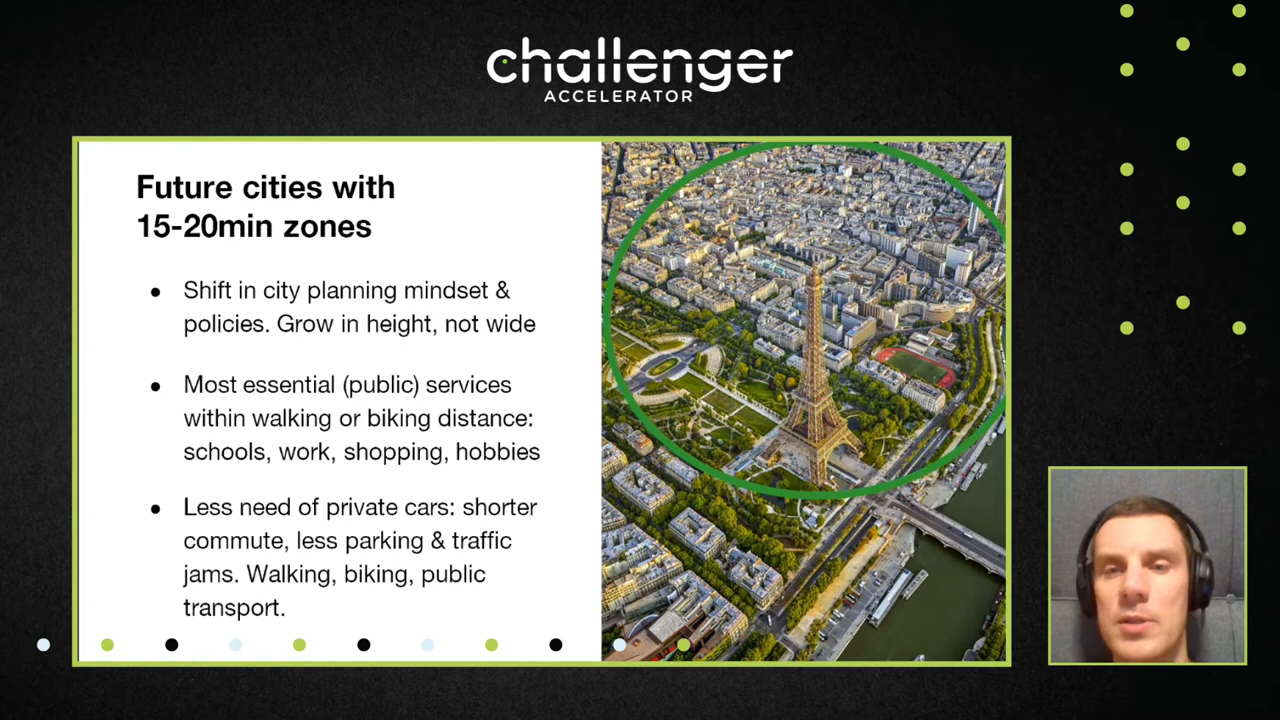 challenger
ACCELERATOR
Future cities with
15-20min zones
● Shift in city planning mindset &
policies. Grow in height, not wide
● Most essential (public) services
within walking or biking distance:
schools, work, shopping, hobbies
● Less need of private cars: shorter
commute, less parking & traffic
jams. Walking, biking, public
transport.